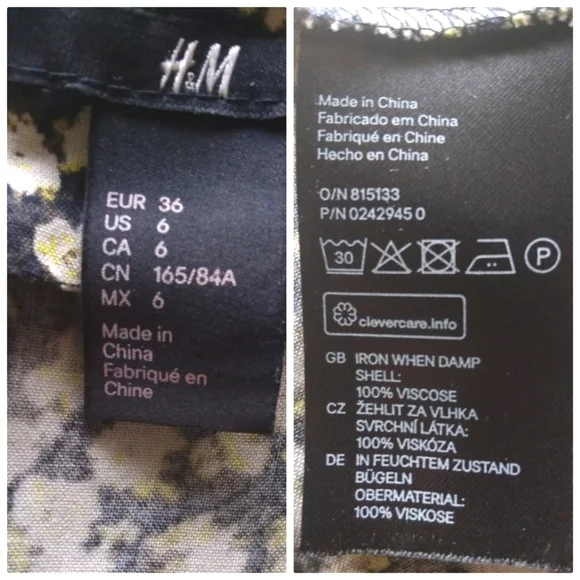 H&M
EUR 36
US 6
CA 6
CN 165/84A
MX 6
Made in
China
Fabriqué en
Chine
Made in China
Fabricado em China
Fabriqué en Chine
Hecho en China
O/N 815133
P/N 0242945 0
30 P
clevercare.info
GB IRON WHEN DAMP
SHELL:
100% VISCOSE
CZ ŽEHLIT ZA VLHKA
SVRCHNÍ LÁTKA:
100% VISKÓZA
DE IN FEUCHTEM ZUSTAND
BÜGELN
OBERMATERIAL:
100% VISKOSE